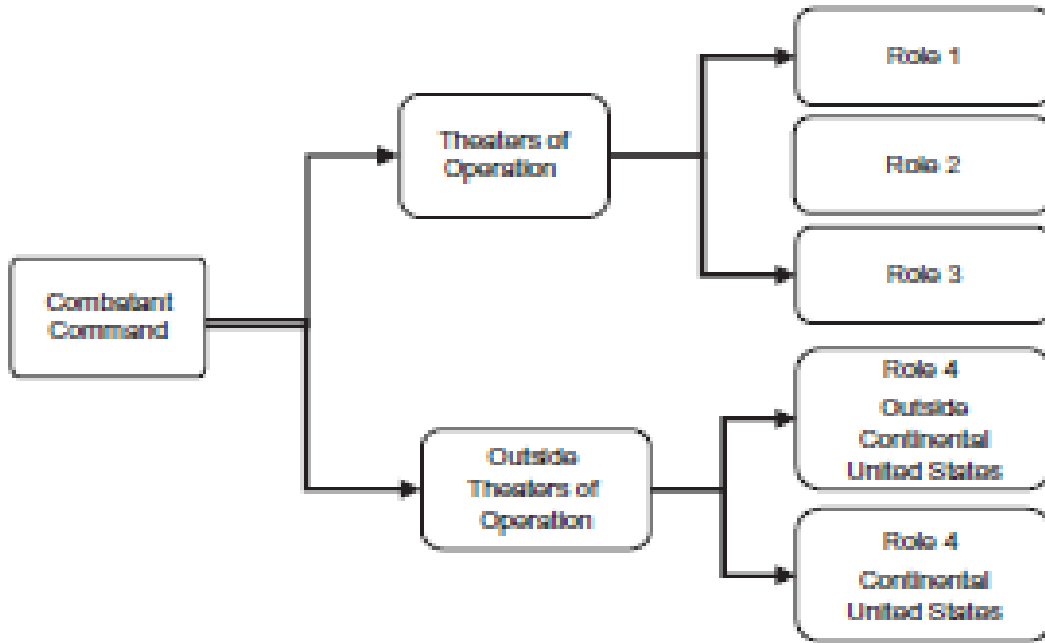 Role 1
Theaters of
Operation
Role 2
Role 3
Combatant
Command
Role 4
Outside
Continental
United States
Outside
Theaters of
Operation
Role 4
Continental
United States